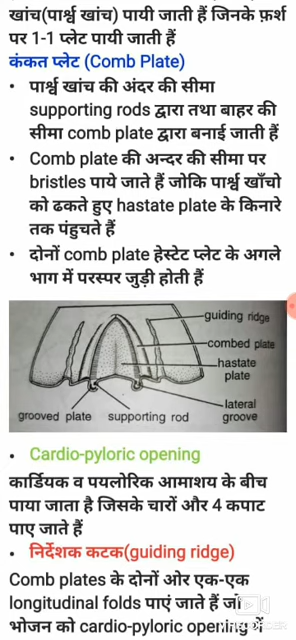 खांच(पार्श्व खांच) पायी जाती हैं जिनके फ़र्श
पर 1-1 प्लेट पायी जाती हैं
कंकत प्लेट (Comb Plate)
• पार्श्व खांच की अंदर की सीमा
supporting rods द्वारा तथा बाहर की
सीमा comb plate द्वारा बनाई जाती हैं
• Comb plate की अन्दर की सीमा पर
bristles पाये जाते हैं जोकि पार्श्व खाँचो
को ढकते हुए hastate plate के किनारे
तक पंहुचते हैं
• दोनों comb plate हेस्टेट प्लेट के अगले
भाग में परस्पर जुड़ी होती हैं
guiding ridge
combed plate
hastate
plate
lateral
groove
grooved plate
supporting rod
• Cardio-pyloric opening
कार्डियक व पयलोरिक आमाशय के बीच
पाया जाता है जिसके चारों और 4 कपाट
पाए जाते हैं
• निर्देशक कटक(guiding ridge)
Comb plates के दोनों ओर एक-एक
longitudinal folds पाएं जाते हैं जो
भोजन को cardio-pyloric opening में